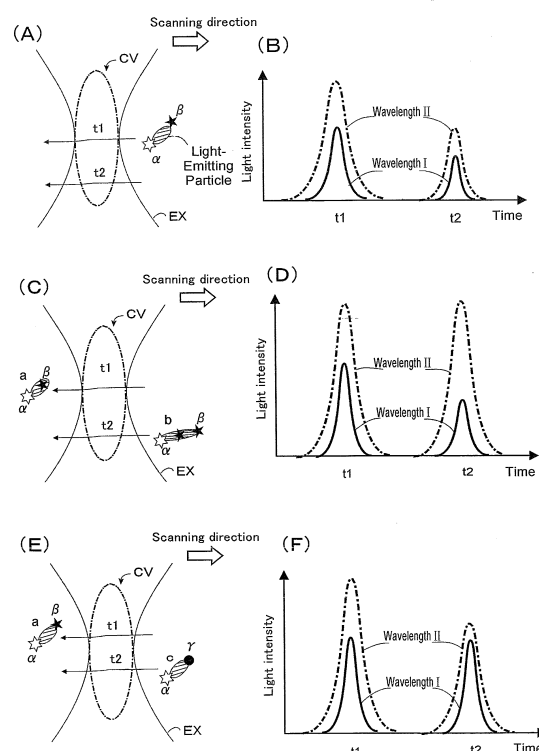 (A)
Scanning direction
CV
t1
β
α
t2
Light-
Emitting
Particle
EX
(B)
Light intensity
Wavelength II
Wavelength I
t1
t2
Time
(C)
Scanning direction
CV
a
β
α
t1
t2
b
β
α
EX
(D)
Light intensity
Wavelength II
Wavelength I
t1
t2
Time
(E)
Scanning direction
CV
a
β
α
t1
t2
c
γ
α
EX
(F)
Light intensity
Wavelength II
Wavelength I
t1
t2
Time